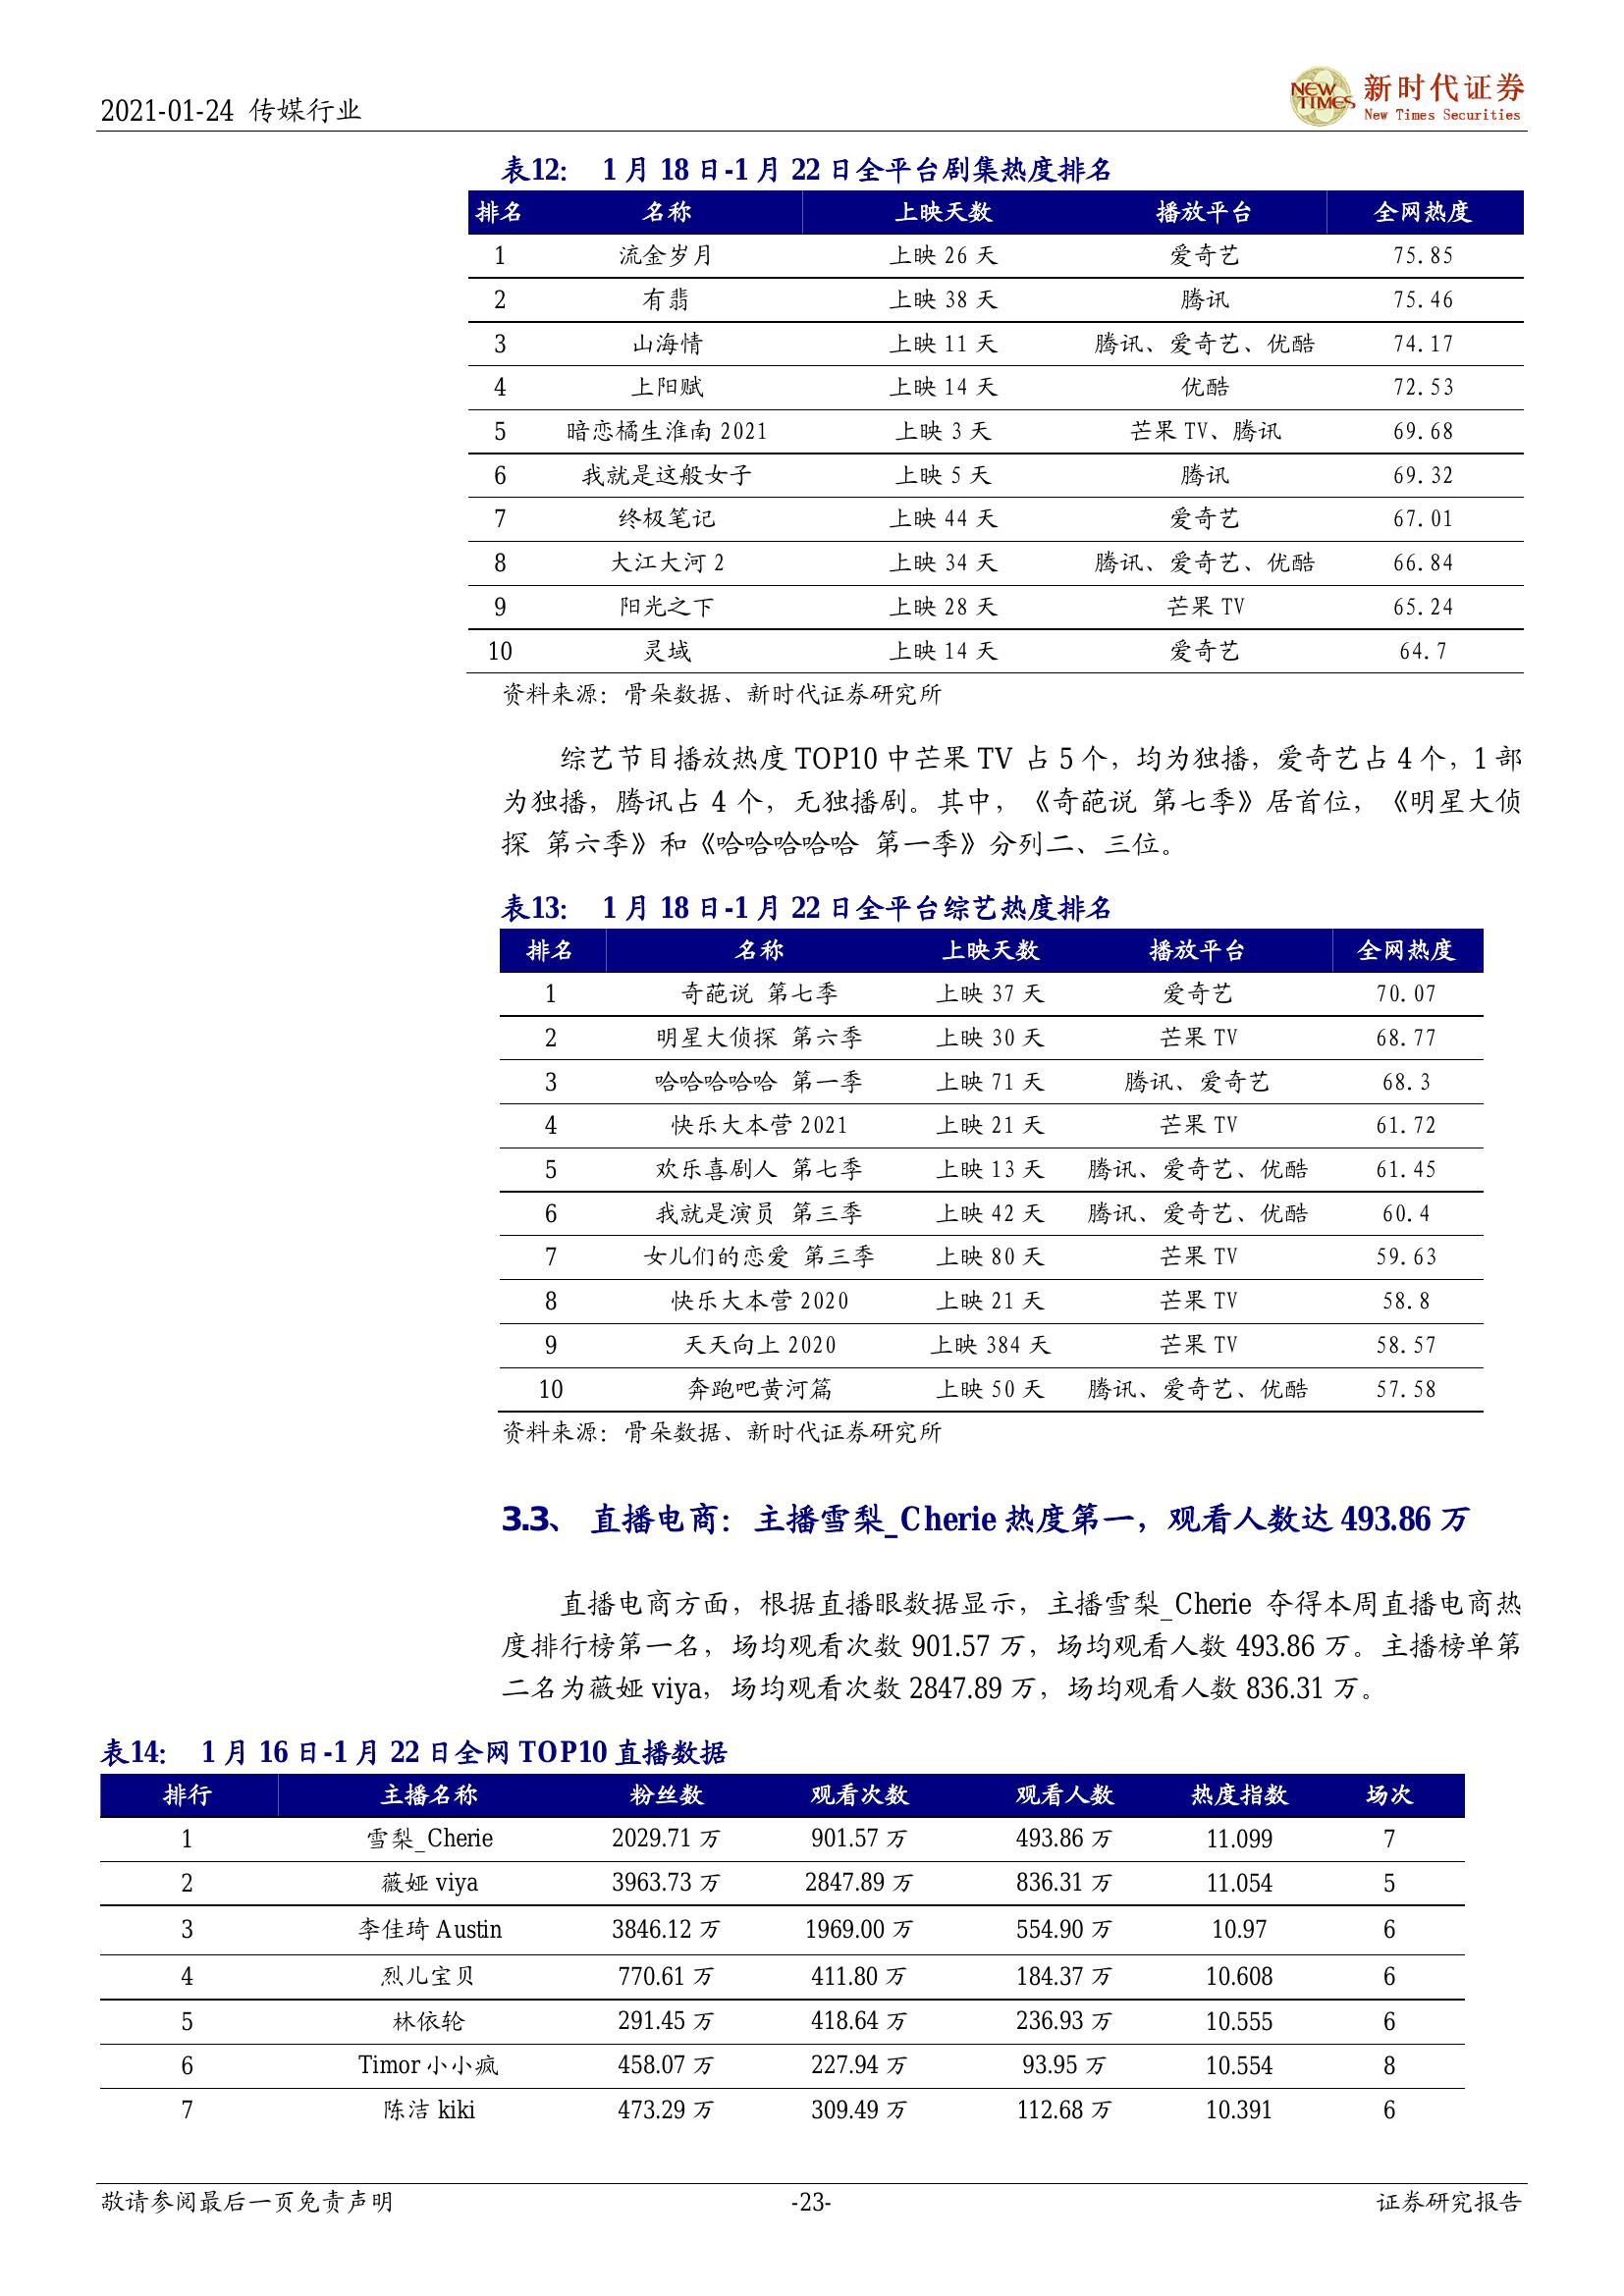 2021-01-24 传媒行业
NEW TIMES 新时代证券
New Times Securities
表12： 1 月 18 日-1 月 22 日全平台剧集热度排名
排名 名称 上映天数 播放平台 全网热度
1 流金岁月 上映 26 天 爱奇艺 75.85
2 有翡 上映 38 天 腾讯 75.46
3 山海情 上映 11 天 腾讯、爱奇艺、优酷 74.17
4 上阳赋 上映 14 天 优酷 72.53
5 暗恋橘生淮南 2021 上映 3 天 芒果 TV、腾讯 69.68
6 我就是这般女子 上映 5 天 腾讯 69.32
7 终极笔记 上映 44 天 爱奇艺 67.01
8 大江大河 2 上映 34 天 腾讯、爱奇艺、优酷 66.84
9 阳光之下 上映 28 天 芒果 TV 65.24
10 灵域 上映 14 天 爱奇艺 64.7
资料来源：骨朵数据、新时代证券研究所
综艺节目播放热度 TOP10 中芒果 TV 占 5 个，均为独播，爱奇艺占 4 个，1 部
为独播，腾讯占 4 个，无独播剧。其中，《奇葩说 第七季》居首位，《明星大侦
探 第六季》和《哈哈哈哈哈 第一季》分列二、三位。
表13： 1 月 18 日-1 月 22 日全平台综艺热度排名
排名 名称 上映天数 播放平台 全网热度
1 奇葩说 第七季 上映 37 天 爱奇艺 70.07
2 明星大侦探 第六季 上映 30 天 芒果 TV 68.77
3 哈哈哈哈哈 第一季 上映 71 天 腾讯、爱奇艺 68.3
4 快乐大本营 2021 上映 21 天 芒果 TV 61.72
5 欢乐喜剧人 第七季 上映 13 天 腾讯、爱奇艺、优酷 61.45
6 我就是演员 第三季 上映 42 天 腾讯、爱奇艺、优酷 60.4
7 女儿们的恋爱 第三季 上映 80 天 芒果 TV 59.63
8 快乐大本营 2020 上映 21 天 芒果 TV 58.8
9 天天向上 2020 上映 384 天 芒果 TV 58.57
10 奔跑吧黄河篇 上映 50 天 腾讯、爱奇艺、优酷 57.58
资料来源：骨朵数据、新时代证券研究所
3.3、 直播电商：主播雪梨_Cherie 热度第一，观看人数达 493.86 万
直播电商方面，根据直播眼数据显示，主播雪梨_Cherie 夺得本周直播电商热
度排行榜第一名，场均观看次数 901.57 万，场均观看人数 493.86 万。主播榜单第
二名为薇娅 viya，场均观看次数 2847.89 万，场均观看人数 836.31 万。
表14： 1 月 16 日-1 月 22 日全网 TOP10 直播数据
排行 主播名称 粉丝数 观看次数 观看人数 热度指数 场次
1 雪梨_Cherie 2029.71 万 901.57 万 493.86 万 11.099 7
2 薇娅 viya 3963.73 万 2847.89 万 836.31 万 11.054 5
3 李佳琦 Austin 3846.12 万 1969.00 万 554.90 万 10.97 6
4 烈儿宝贝 770.61 万 411.80 万 184.37 万 10.608 6
5 林依轮 291.45 万 418.64 万 236.93 万 10.555 6
6 Timor 小小疯 458.07 万 227.94 万 93.95 万 10.554 8
7 陈洁 kiki 473.29 万 309.49 万 112.68 万 10.391 6
敬请参阅最后一页免责声明 -23- 证券研究报告